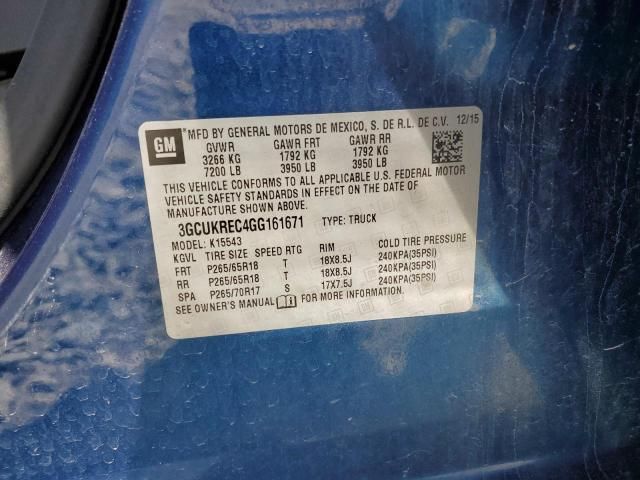 GM MFD BY GENERAL MOTORS DE MEXICO, S. DE R.L. DE C.V. 12/15
GVWR GAWR FRT GAWR RR
3266 KG 1792 KG 1792 KG
7200 LB 3950 LB 3950 LB
THIS VEHICLE CONFORMS TO ALL APPLICABLE U.S. FEDERAL MOTOR
VEHICLE SAFETY STANDARDS IN EFFECT ON THE DATE OF
MANUFACTURE SHOWN ABOVE.
3GCUKREC4GG161671 TYPE: TRUCK
MODEL: K15543
KGVL TIRE SIZE SPEED RTG RIM COLD TIRE PRESSURE
FRT P265/65R18 T 18X8.5J 240KPA(35PSI)
RR P265/65R18 T 18X8.5J 240KPA(35PSI)
SPA P265/70R17 S 17X7.5J 240KPA(35PSI)
SEE OWNER'S MANUAL FOR MORE INFORMATION.